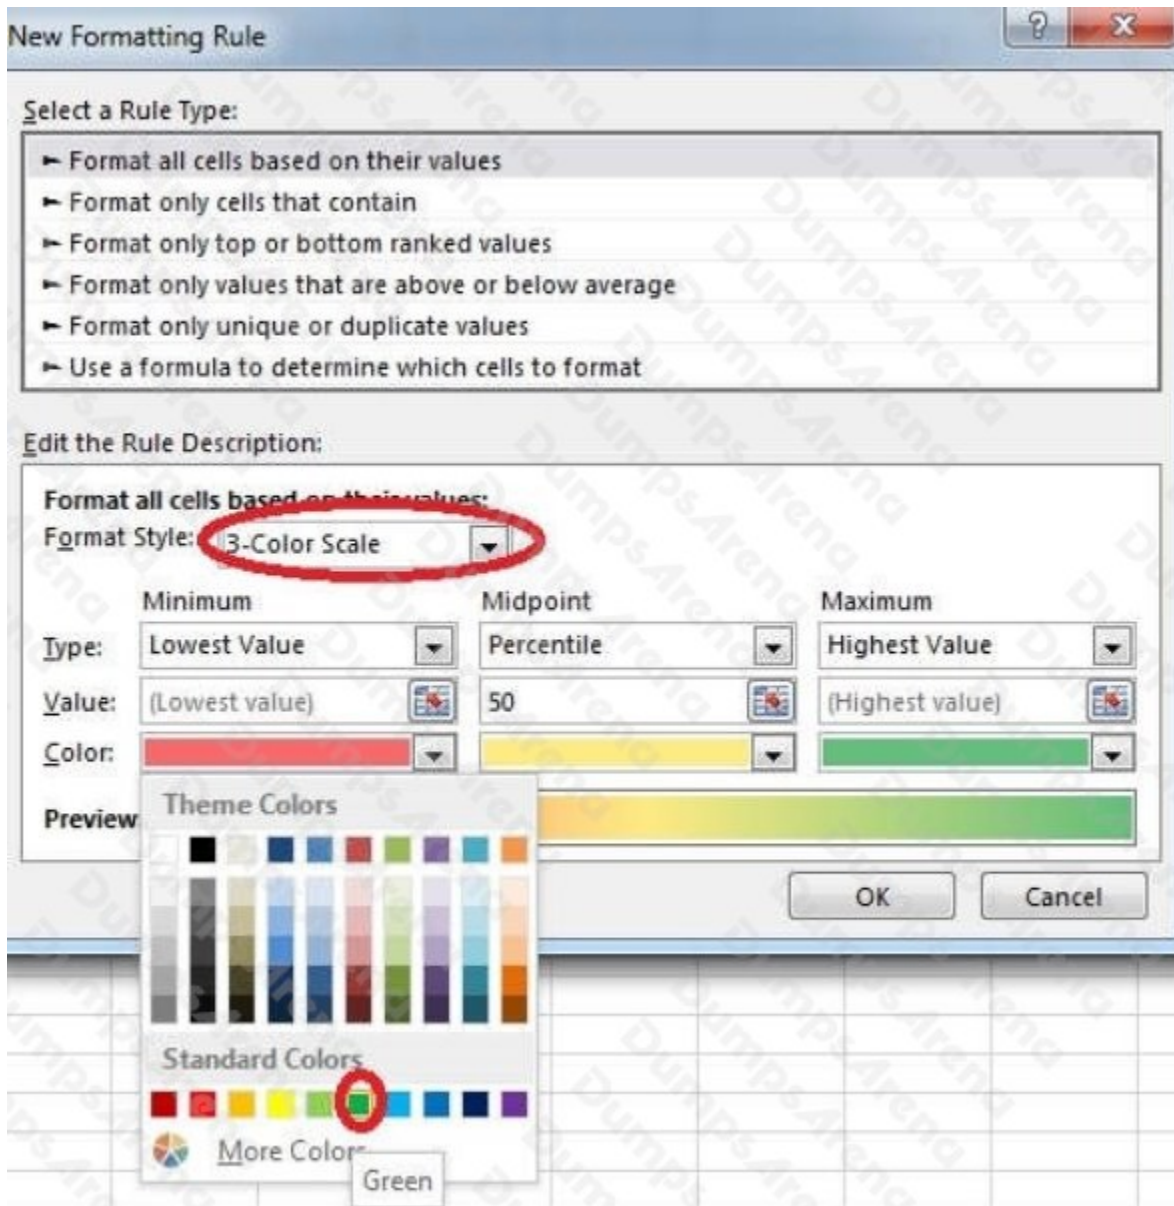 New Formatting Rule
?
Select a Rule Type:
► Format all cells based on their values
► Format only cells that contain
► Format only top or bottom ranked values
► Format only values that are above or below average
► Format only unique or duplicate values
► Use a formula to determine which cells to format
Edit the Rule Description:
Format all cells based on their values:
Format Style: 3-Color Scale
Minimum Midpoint Maximum
Type: Lowest Value Percentile Highest Value
Value: (Lowest value) 50 (Highest value)
Color:
Preview
Theme Colors
OK Cancel
Standard Colors
More Colors
Green
DumpsArena